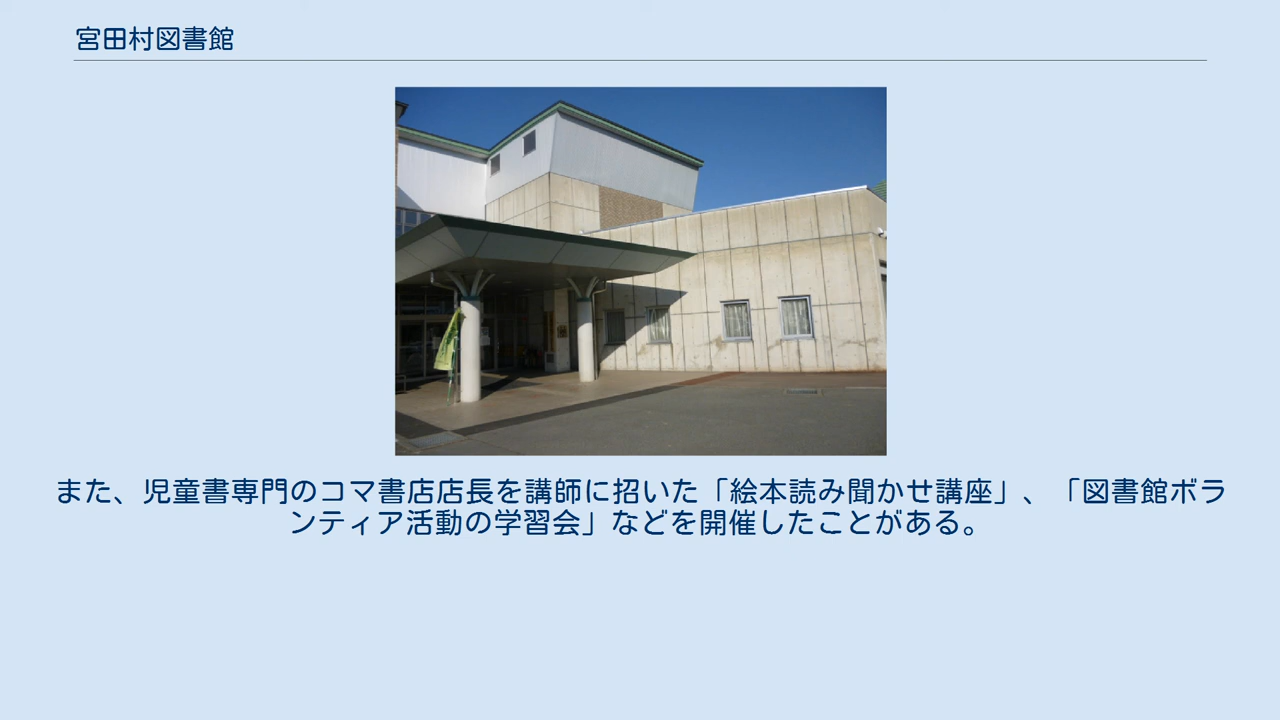 宮田村図書館
また、児童書専門のコマ書店店長を講師に招いた「絵本読み聞かせ講座」、「図書館ボラ
ンティア活動の学習会」などを開催したことがある。